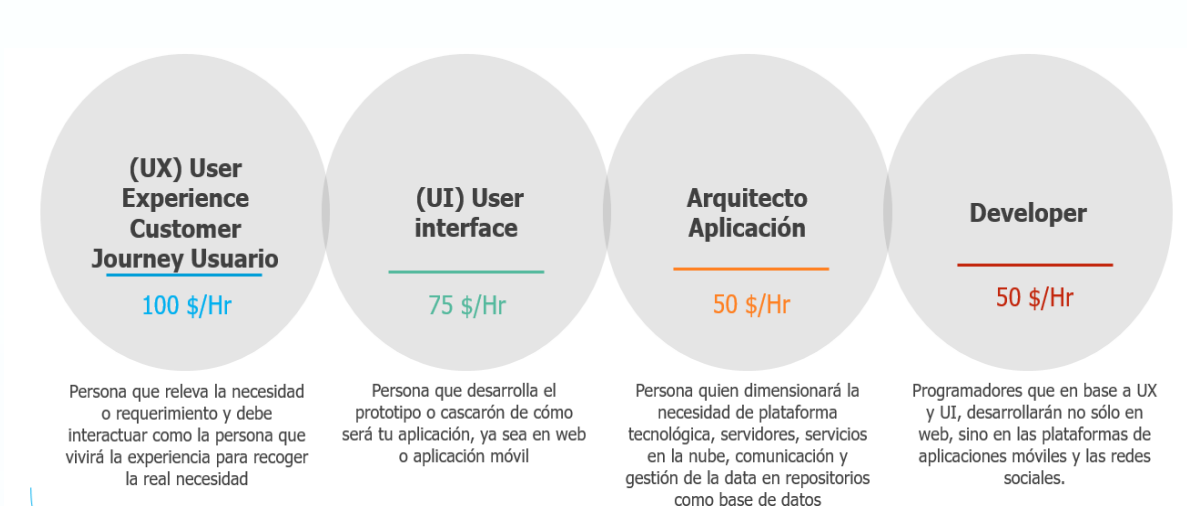 (UX) User
Experience
Customer
Journey Usuario
100 $/Hr
Persona que releva la necesidad
o requerimiento y debe
interactuar como la persona que
vivirá la experiencia para recoger
la real necesidad
(UI) User
interface
75 $/Hr
Persona que desarrolla el
prototipo o cascarón de cómo
será tu aplicación, ya sea en web
o aplicación móvil
Arquitecto
Aplicación
50 $/Hr
Persona quien dimensionará la
necesidad de plataforma
tecnológica, servidores, servicios
en la nube, comunicación y
gestión de la data en repositorios
como base de datos
Developer
50 $/Hr
Programadores que en base a UX
y UI, desarrollarán no sólo en
web, sino en las plataformas de
aplicaciones móviles y las redes
sociales.